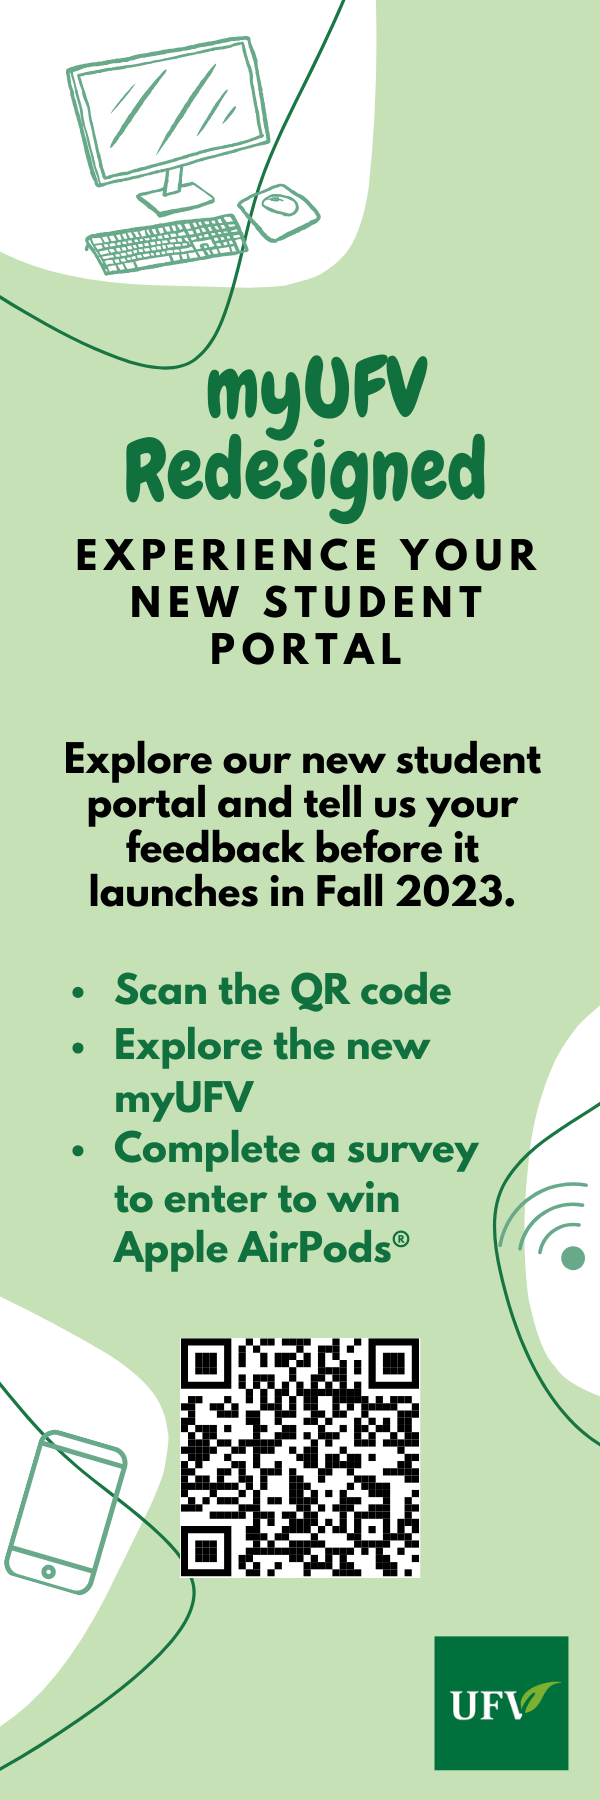 myUFV
Redesigned
EXPERIENCE YOUR
NEW STUDENT
PORTAL
Explore our new student
portal and tell us your
feedback before it
launches in Fall 2023.
• Scan the QR code
• Explore the new
myUFV
• Complete a survey
to enter to win
Apple AirPods®
UFV